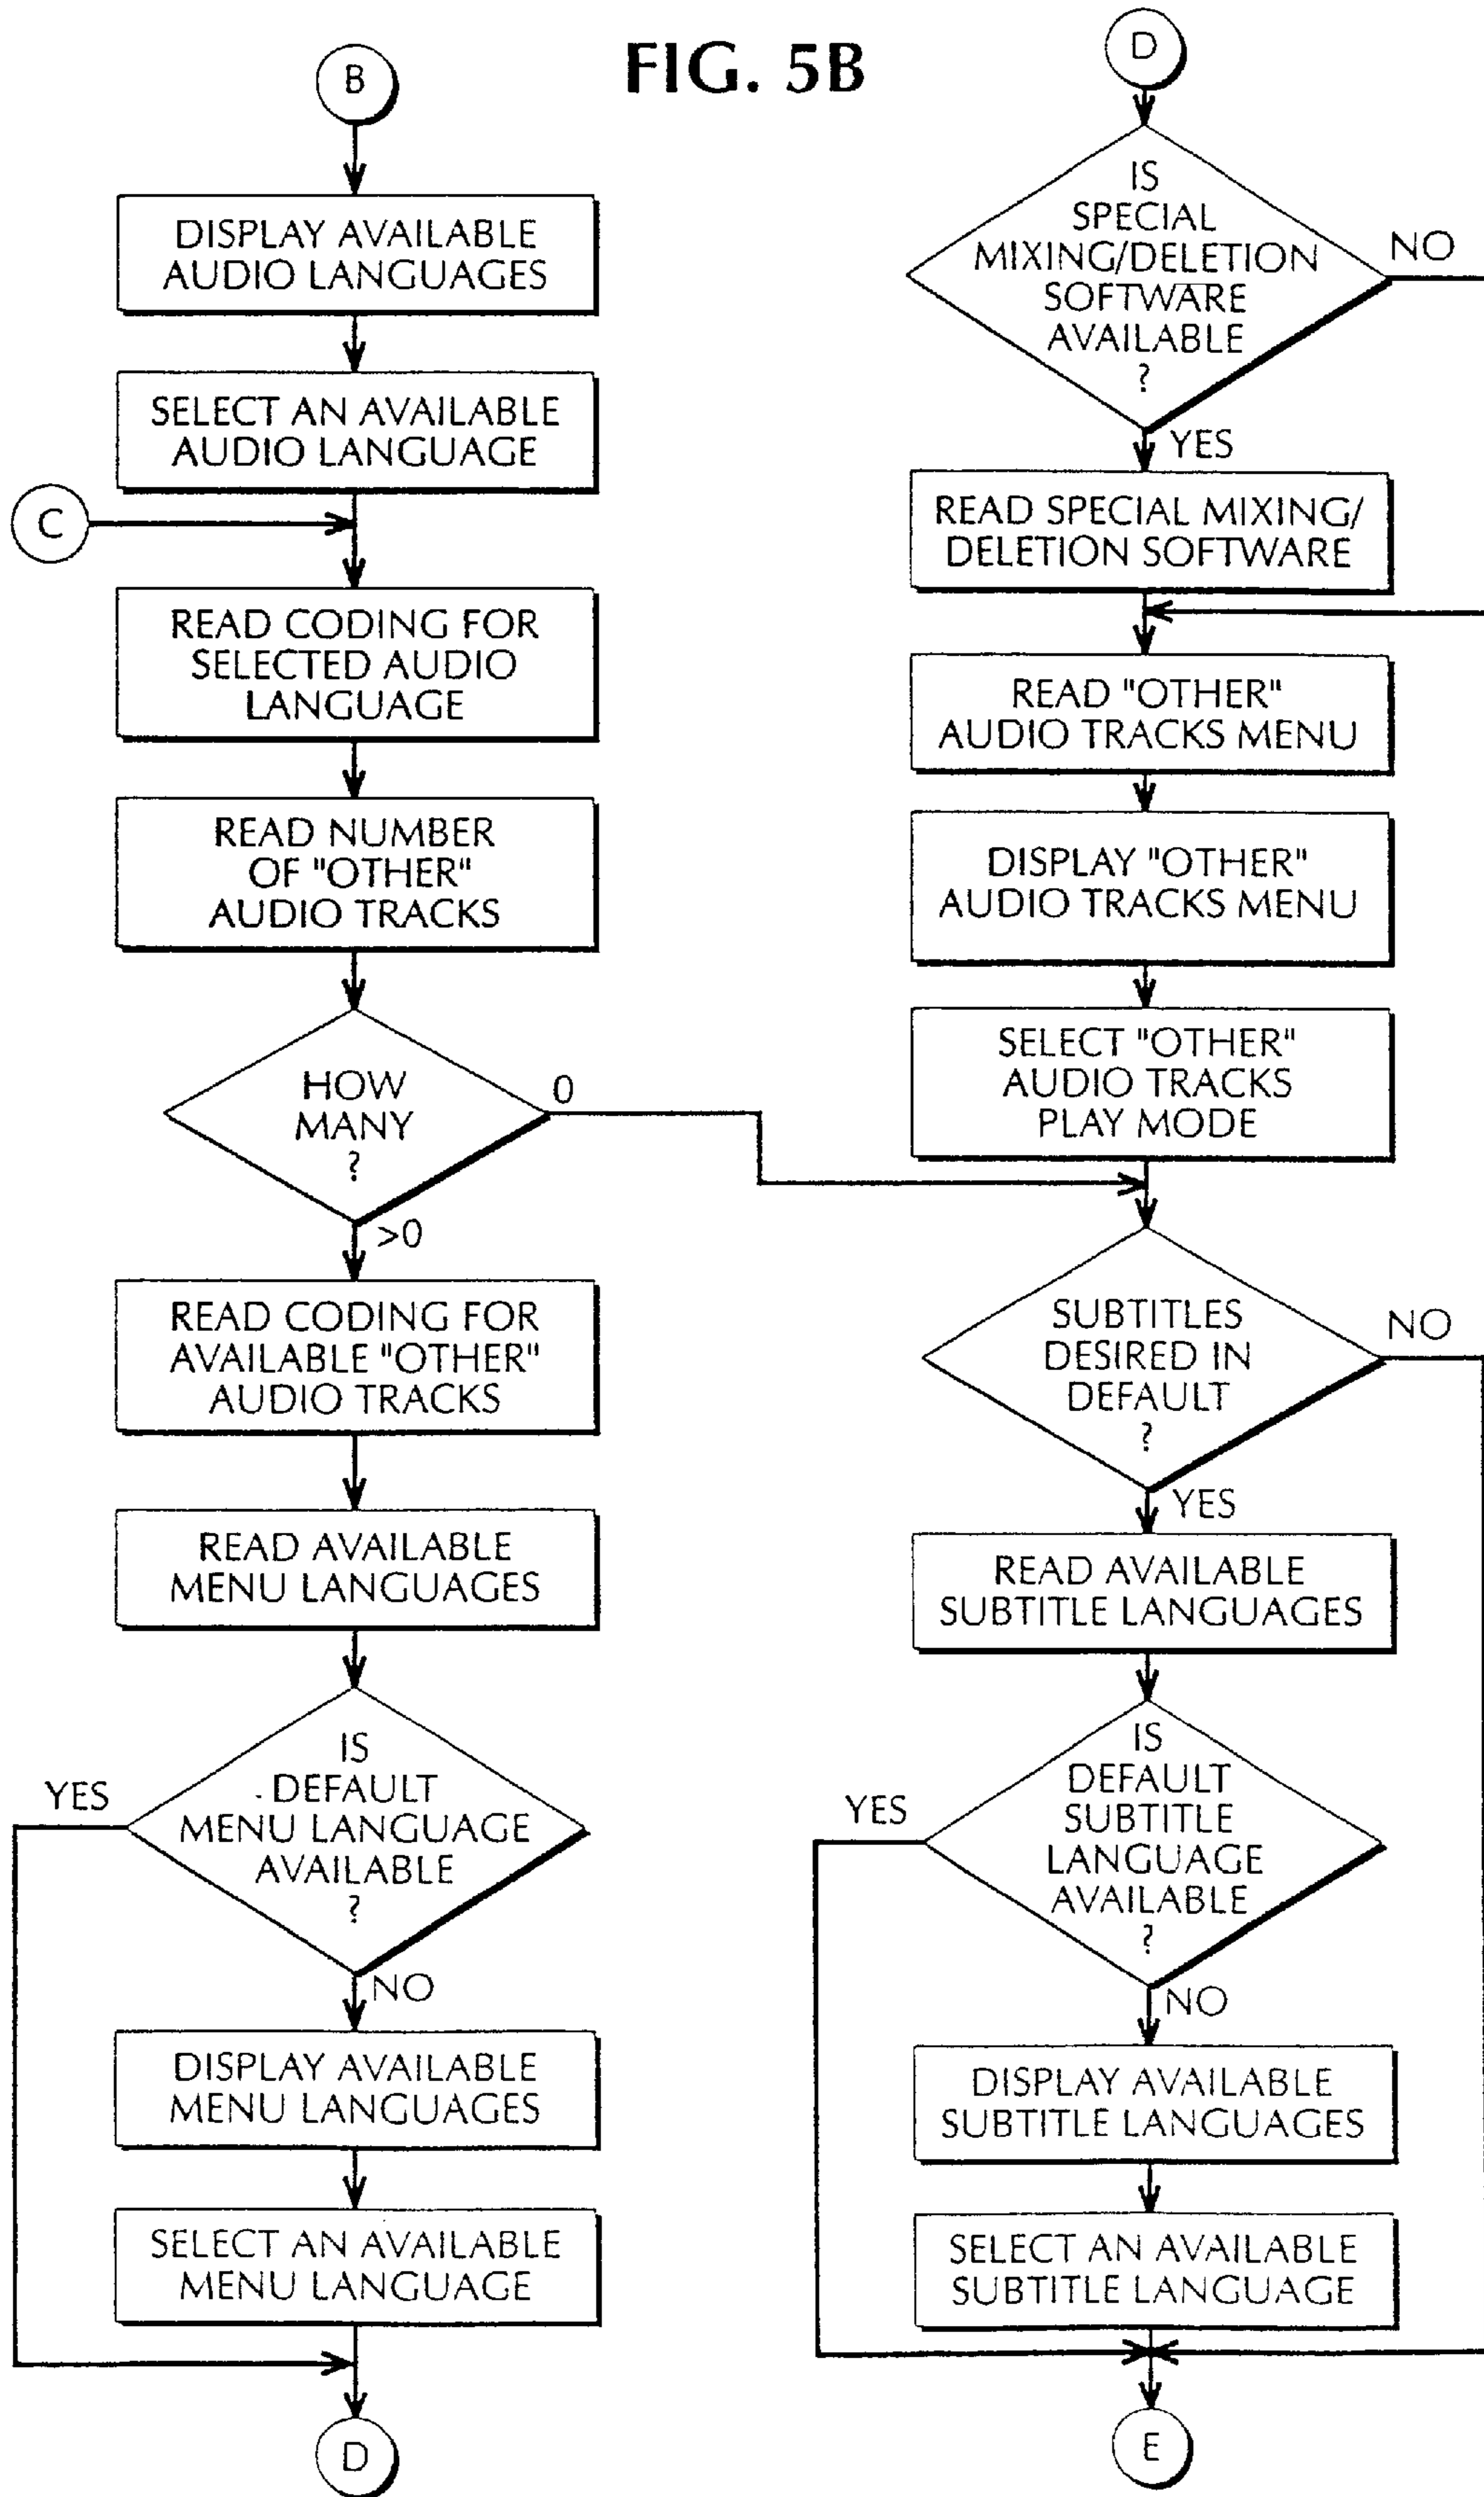 FIG. 5B
B
DISPLAY AVAILABLE
AUDIO LANGUAGES
SELECT AN AVAILABLE
AUDIO LANGUAGE
C
READ CODING FOR
SELECTED AUDIO
LANGUAGE
READ NUMBER
OF "OTHER"
AUDIO TRACKS
HOW
MANY
?
0
>0
READ CODING FOR
AVAILABLE "OTHER"
AUDIO TRACKS
READ AVAILABLE
MENU LANGUAGES
IS
DEFAULT
MENU LANGUAGE
AVAILABLE
?
YES
NO
DISPLAY AVAILABLE
MENU LANGUAGES
SELECT AN AVAILABLE
MENU LANGUAGE
D
D
IS
SPECIAL
MIXING/DELETION
SOFTWARE
AVAILABLE
?
NO
YES
READ SPECIAL MIXING/
DELETION SOFTWARE
READ "OTHER"
AUDIO TRACKS MENU
DISPLAY "OTHER"
AUDIO TRACKS MENU
SELECT "OTHER"
AUDIO TRACKS
PLAY MODE
SUBTITLES
DESIRED IN
DEFAULT
?
NO
YES
READ AVAILABLE
SUBTITLE LANGUAGES
IS
DEFAULT
SUBTITLE
LANGUAGE
AVAILABLE
?
YES
NO
DISPLAY AVAILABLE
SUBTITLE LANGUAGES
SELECT AN AVAILABLE
SUBTITLE LANGUAGE
E